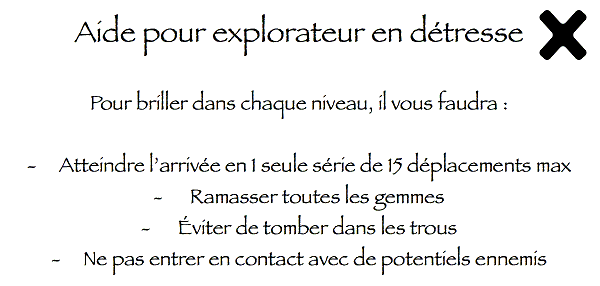 Aide pour explorateur en détresse
Pour briller dans chaque niveau, il vous faudra :
- Atteindre l'arrivée en 1 seule série de 15 déplacements max
- Ramasser toutes les gemmes
- Éviter de tomber dans les trous
- Ne pas entrer en contact avec de potentiels ennemis